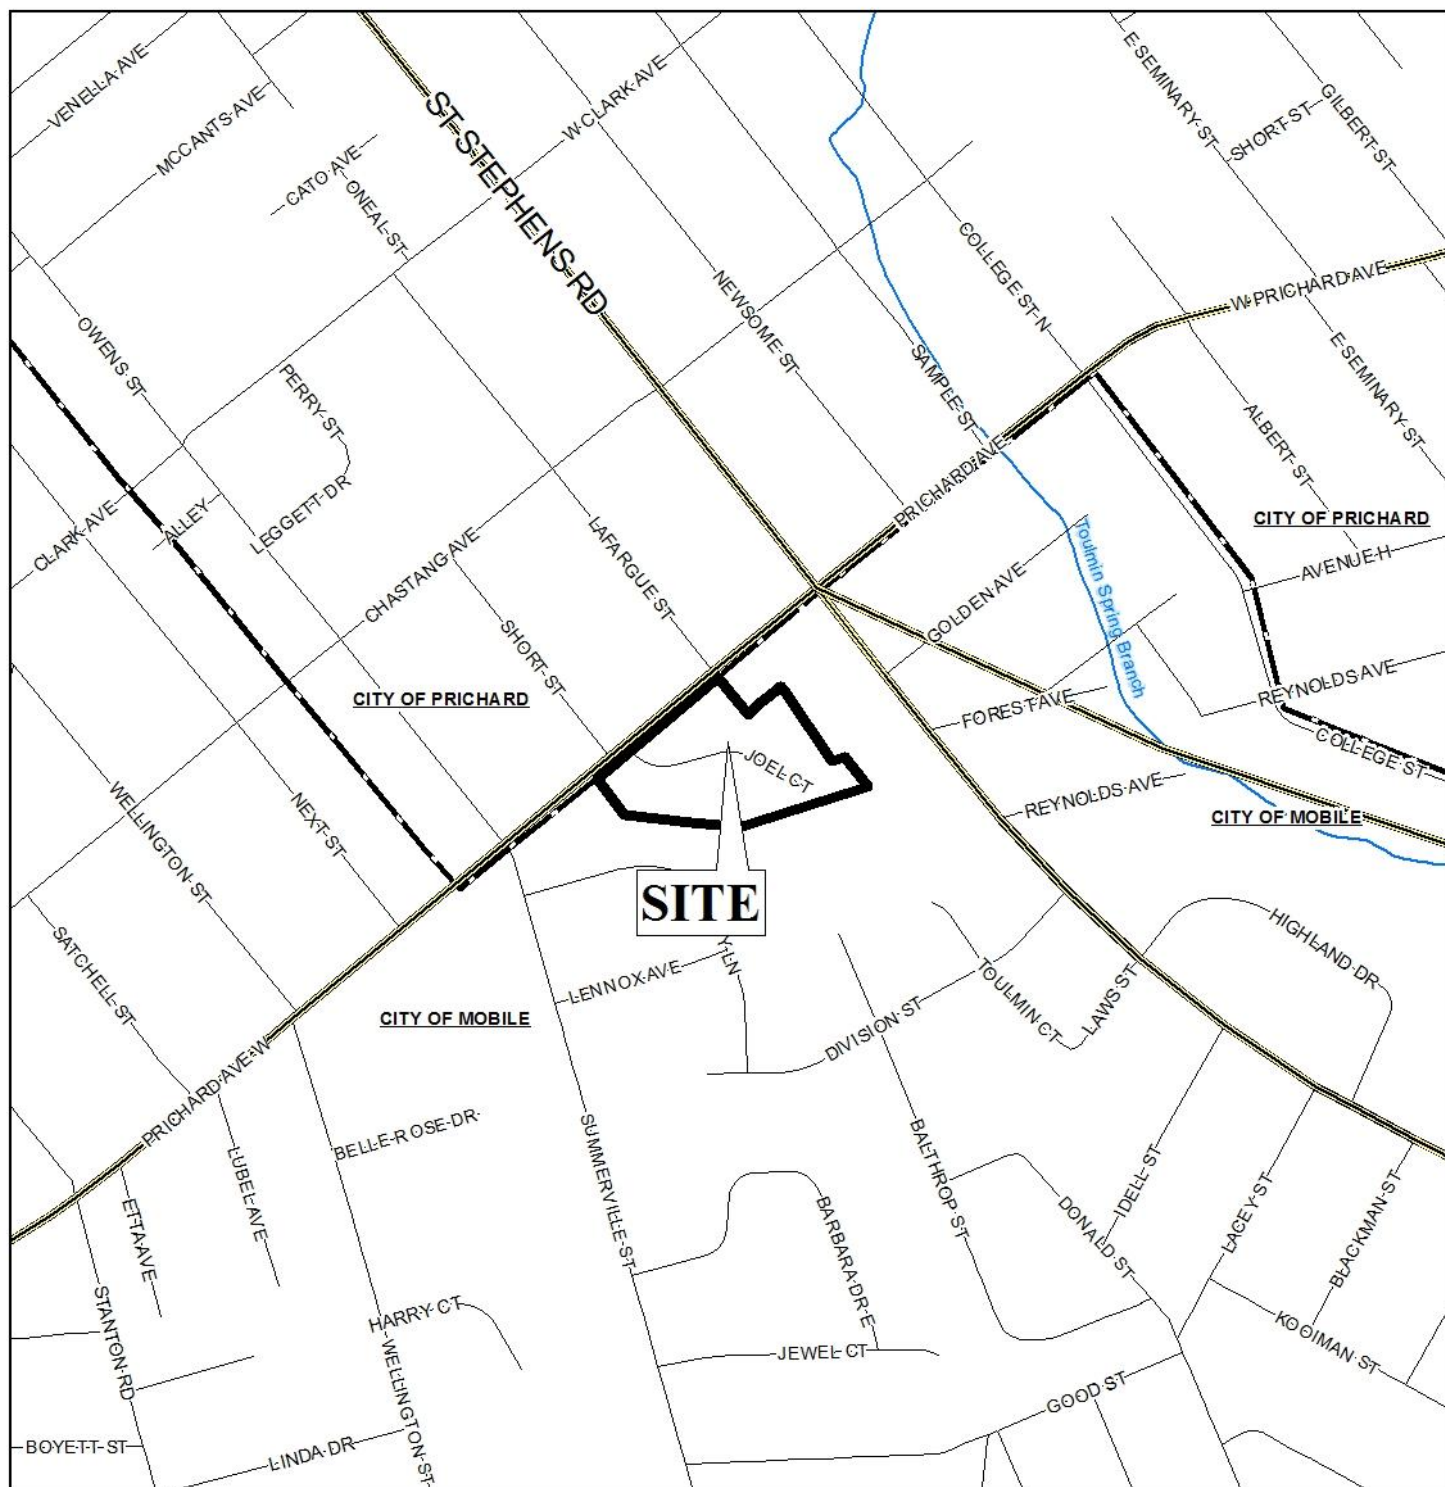 VENELLA AVE
MCCANTS AVE
CATO AVE
ONEAL ST
ST STEPHENS RD
W CLARK AVE
E SEMINARY ST
SHORT ST
GILBERT ST
COLLEGE ST N
W PRICHARD AVE
NEWSOME ST
SAMPLE ST
E SEMINARY ST
ALBERT ST
OWENS ST
PERRY ST
LEGGETT DR
ALLEY
CLARK AVE
CHASTANG AVE
LAFARGUE ST
SHORT ST
PRICHARD AVE
CITY OF PRICHARD
AVENUE H
GOLDEN AVE
Toulmin Spring Branch
CITY OF PRICHARD
FOREST AVE
REYNOLDS AVE
COLLEGE ST
JOEL CT
REYNOLDS AVE
CITY OF MOBILE
WELLINGTON ST
NEXT ST
SITE
SATCHELL ST
Y LN
LENNOX AVE
HIGHLAND DR
TOULMIN CT
LAWS ST
DIVISION ST
CITY OF MOBILE
PRICHARD AVE W
BELLE ROSE DR
LUBEL AVE
ETTA AVE
SUMMERVILLE ST
BALTHROP ST
IDELL ST
DONALD ST
LACEY ST
BLACKMAN ST
BARBARA DR E
STANTON RD
HARRY CT
WELLINGTON ST
JEWEL CT
KOOIMAN ST
GOOD ST
BOYETT ST
LINDA DR